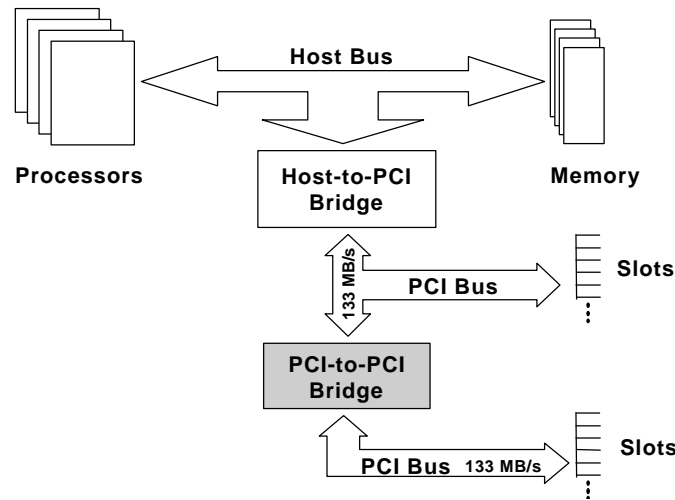 Host Bus
Processors
Memory
Host-to-PCI
Bridge
133 MB/s
PCI Bus
Slots
PCI-to-PCI
Bridge
PCI Bus 133 MB/s
Slots